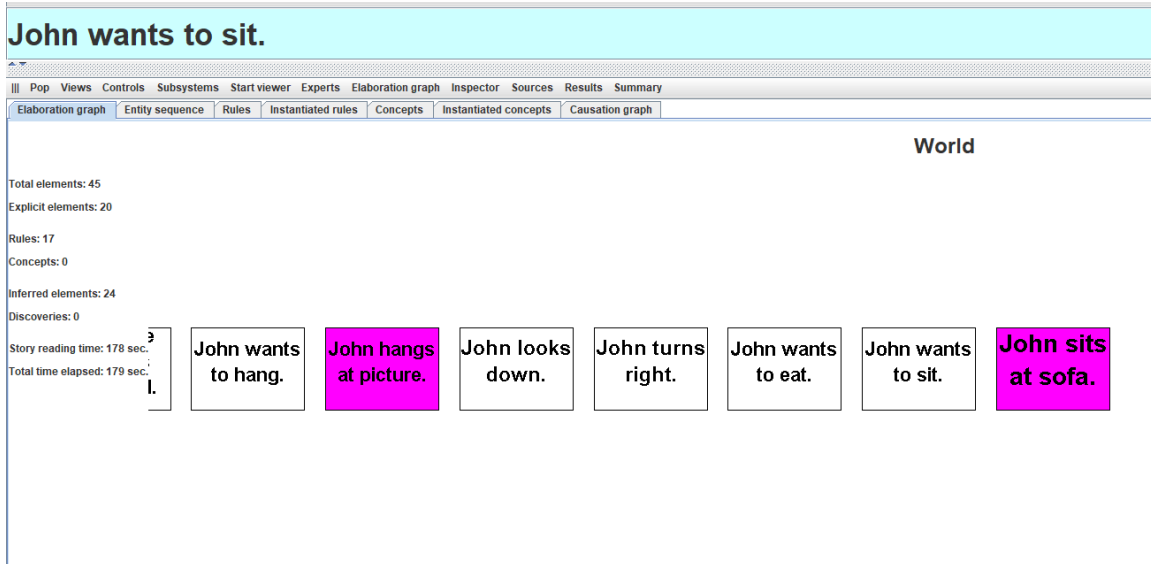 John wants to sit.
||| Pop Views Controls Subsystems Start viewer Experts Elaboration graph Inspector Sources Results Summary
Elaboration graph Entity sequence Rules Instantiated rules Concepts Instantiated concepts Causation graph
World
Total elements: 45
Explicit elements: 20
Rules: 17
Concepts: 0
Inferred elements: 24
Discoveries: 0
Story reading time: 178 sec.
Total time elapsed: 179 sec.
John wants
to hang.
John hangs
at picture.
John looks
down.
John turns
right.
John wants
to eat.
John wants
to sit.
John sits
at sofa.